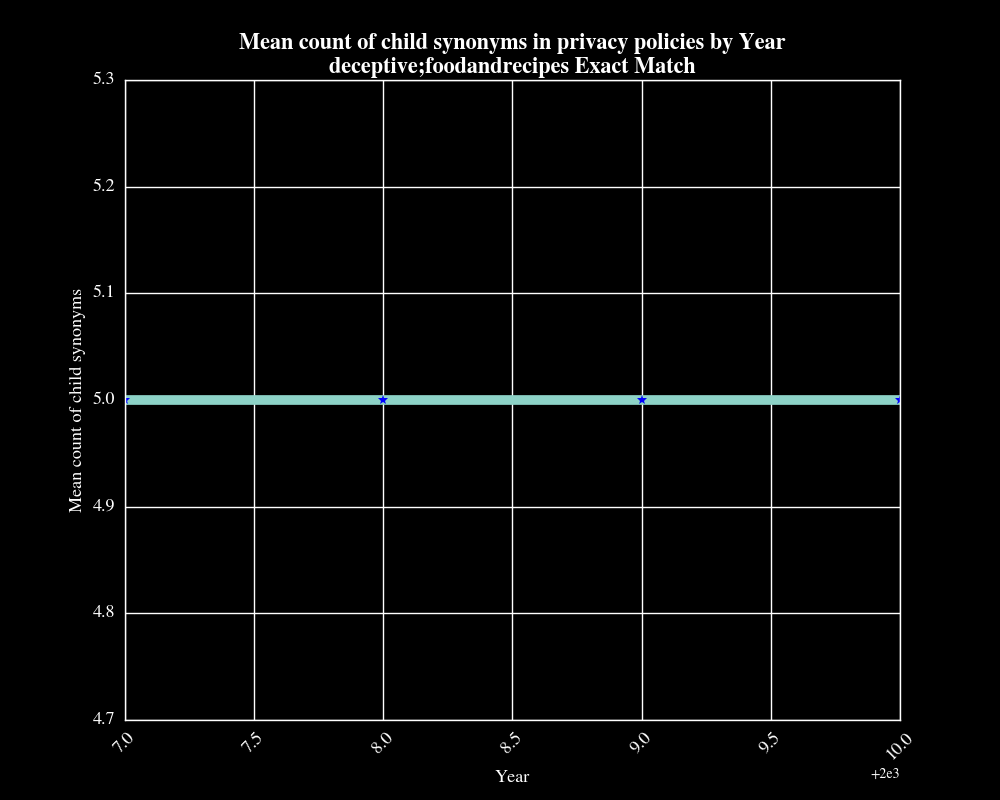 Mean count of child synonyms in privacy policies by Year
deceptive;foodandrecipes Exact Match
5.3
5.2
5.1
5.0
4.9
4.8
4.7
Mean count of child synonyms
7.0
7.5
8.0
8.5
9.0
9.5
10.0
+2e3
Year